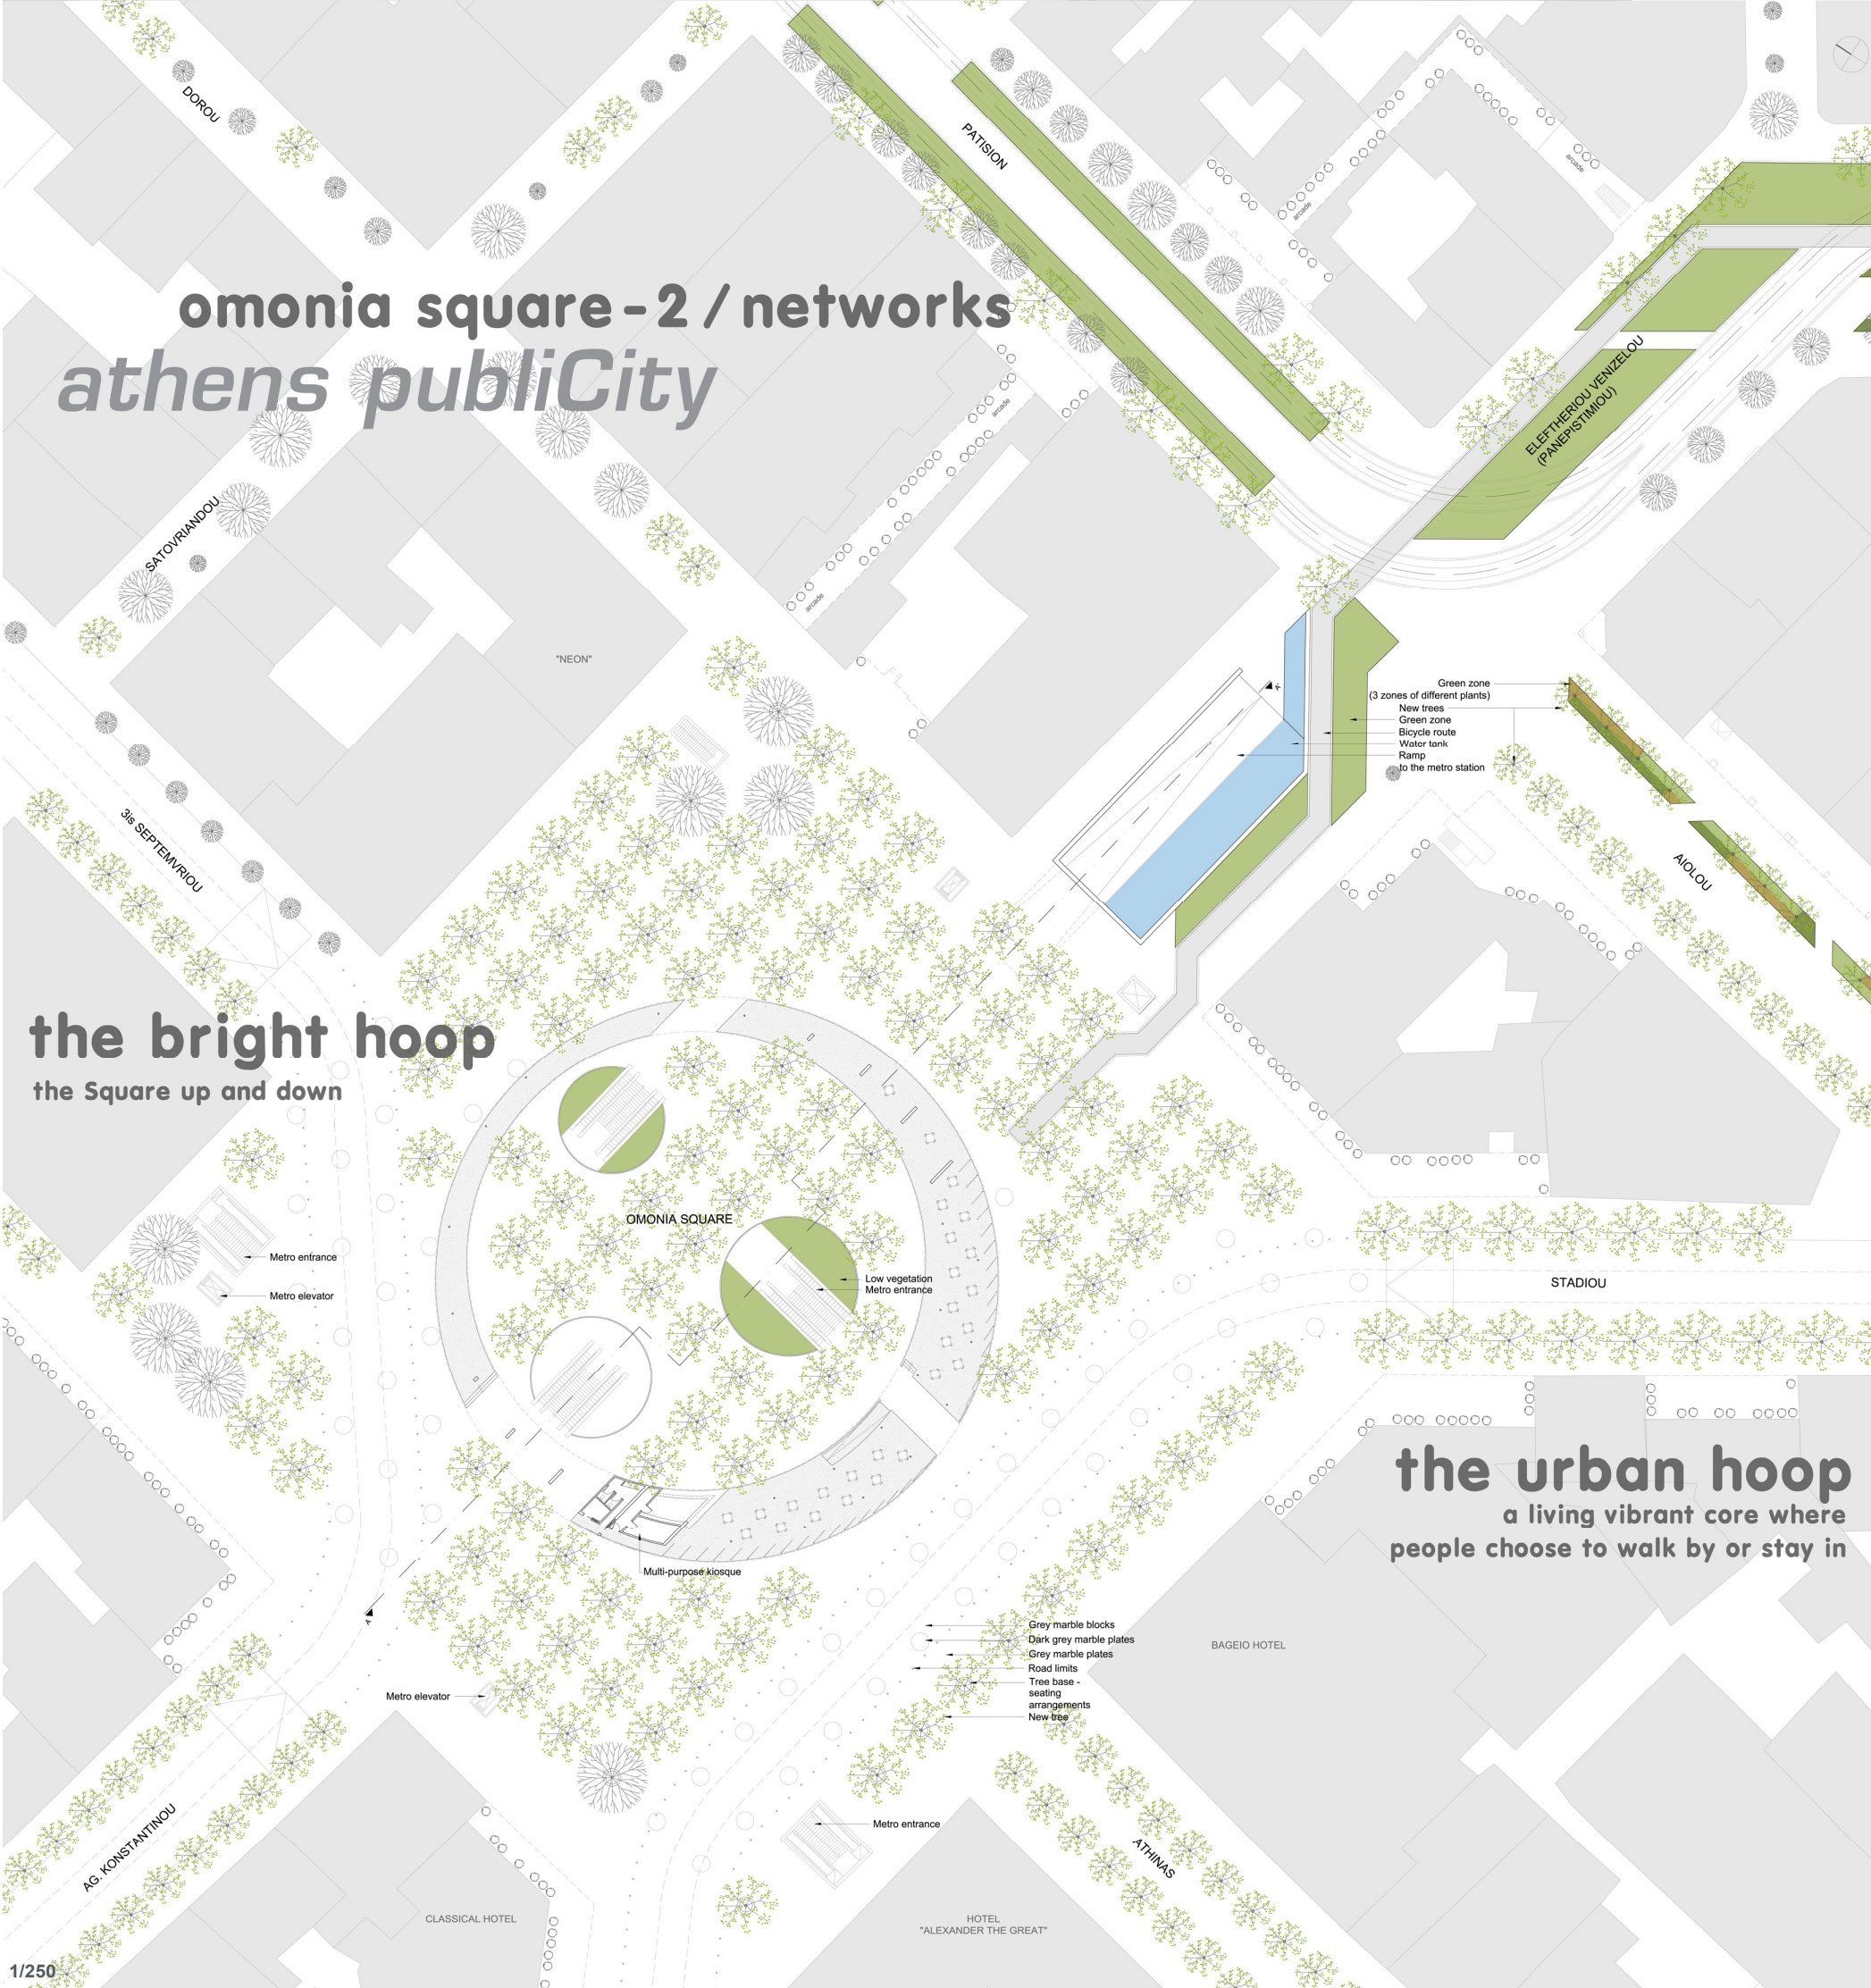 DOROU
PATISION
arcade
arcade
omonia square-2/networks
athens publiCity
ELEFTHERIOU VENIZELOU
(PANEPISTIMIOU)
arcade
SATOVRIANDOU
arcade
"NEON"
Green zone
(3 zones of different plants)
New trees
Green zone
Bicycle route
Water tank
Ramp
to the metro station
3is SEPTEMVRIOU
AIOLOU
the bright hoop
the Square up and down
OMONIA SQUARE
Metro entrance
Metro elevator
Low vegetation
Metro entrance
STADIOU
the urban hoop
a living vibrant core where
people choose to walk by or stay in
Multi-purpose kiosque
A
Grey marble blocks
Dark grey marble plates
Grey marble plates
Road limits
Tree base -
seating
arrangements
New tree
BAGEIO HOTEL
Metro elevator
Metro entrance
AG. KONSTANTINOU
ATHINAS
CLASSICAL HOTEL
HOTEL
"ALEXANDER THE GREAT"
1/250